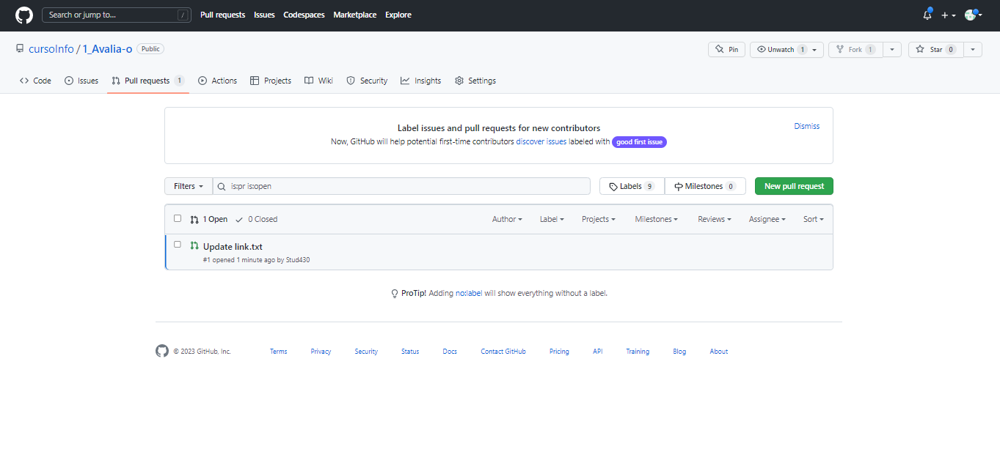 Search or jump to... / Pull requests Issues Codespaces Marketplace Explore
cursoInfo / 1_Avalia-o Public Pin Unwatch 1 Fork 1 Star 0
Code Issues Pull requests 1 Actions Projects Wiki Security Insights Settings
Label issues and pull requests for new contributors Dismiss
Now, GitHub will help potential first-time contributors discover issues labeled with good first issue
Filters is:pr is:open Labels 9 Milestones 0 New pull request
1 Open 0 Closed Author Label Projects Milestones Reviews Assignee Sort
Update link.txt
#1 opened 1 minute ago by Stud430
ProTip! Adding no:label will show everything without a label.
© 2023 GitHub, Inc. Terms Privacy Security Status Docs Contact GitHub Pricing API Training Blog About